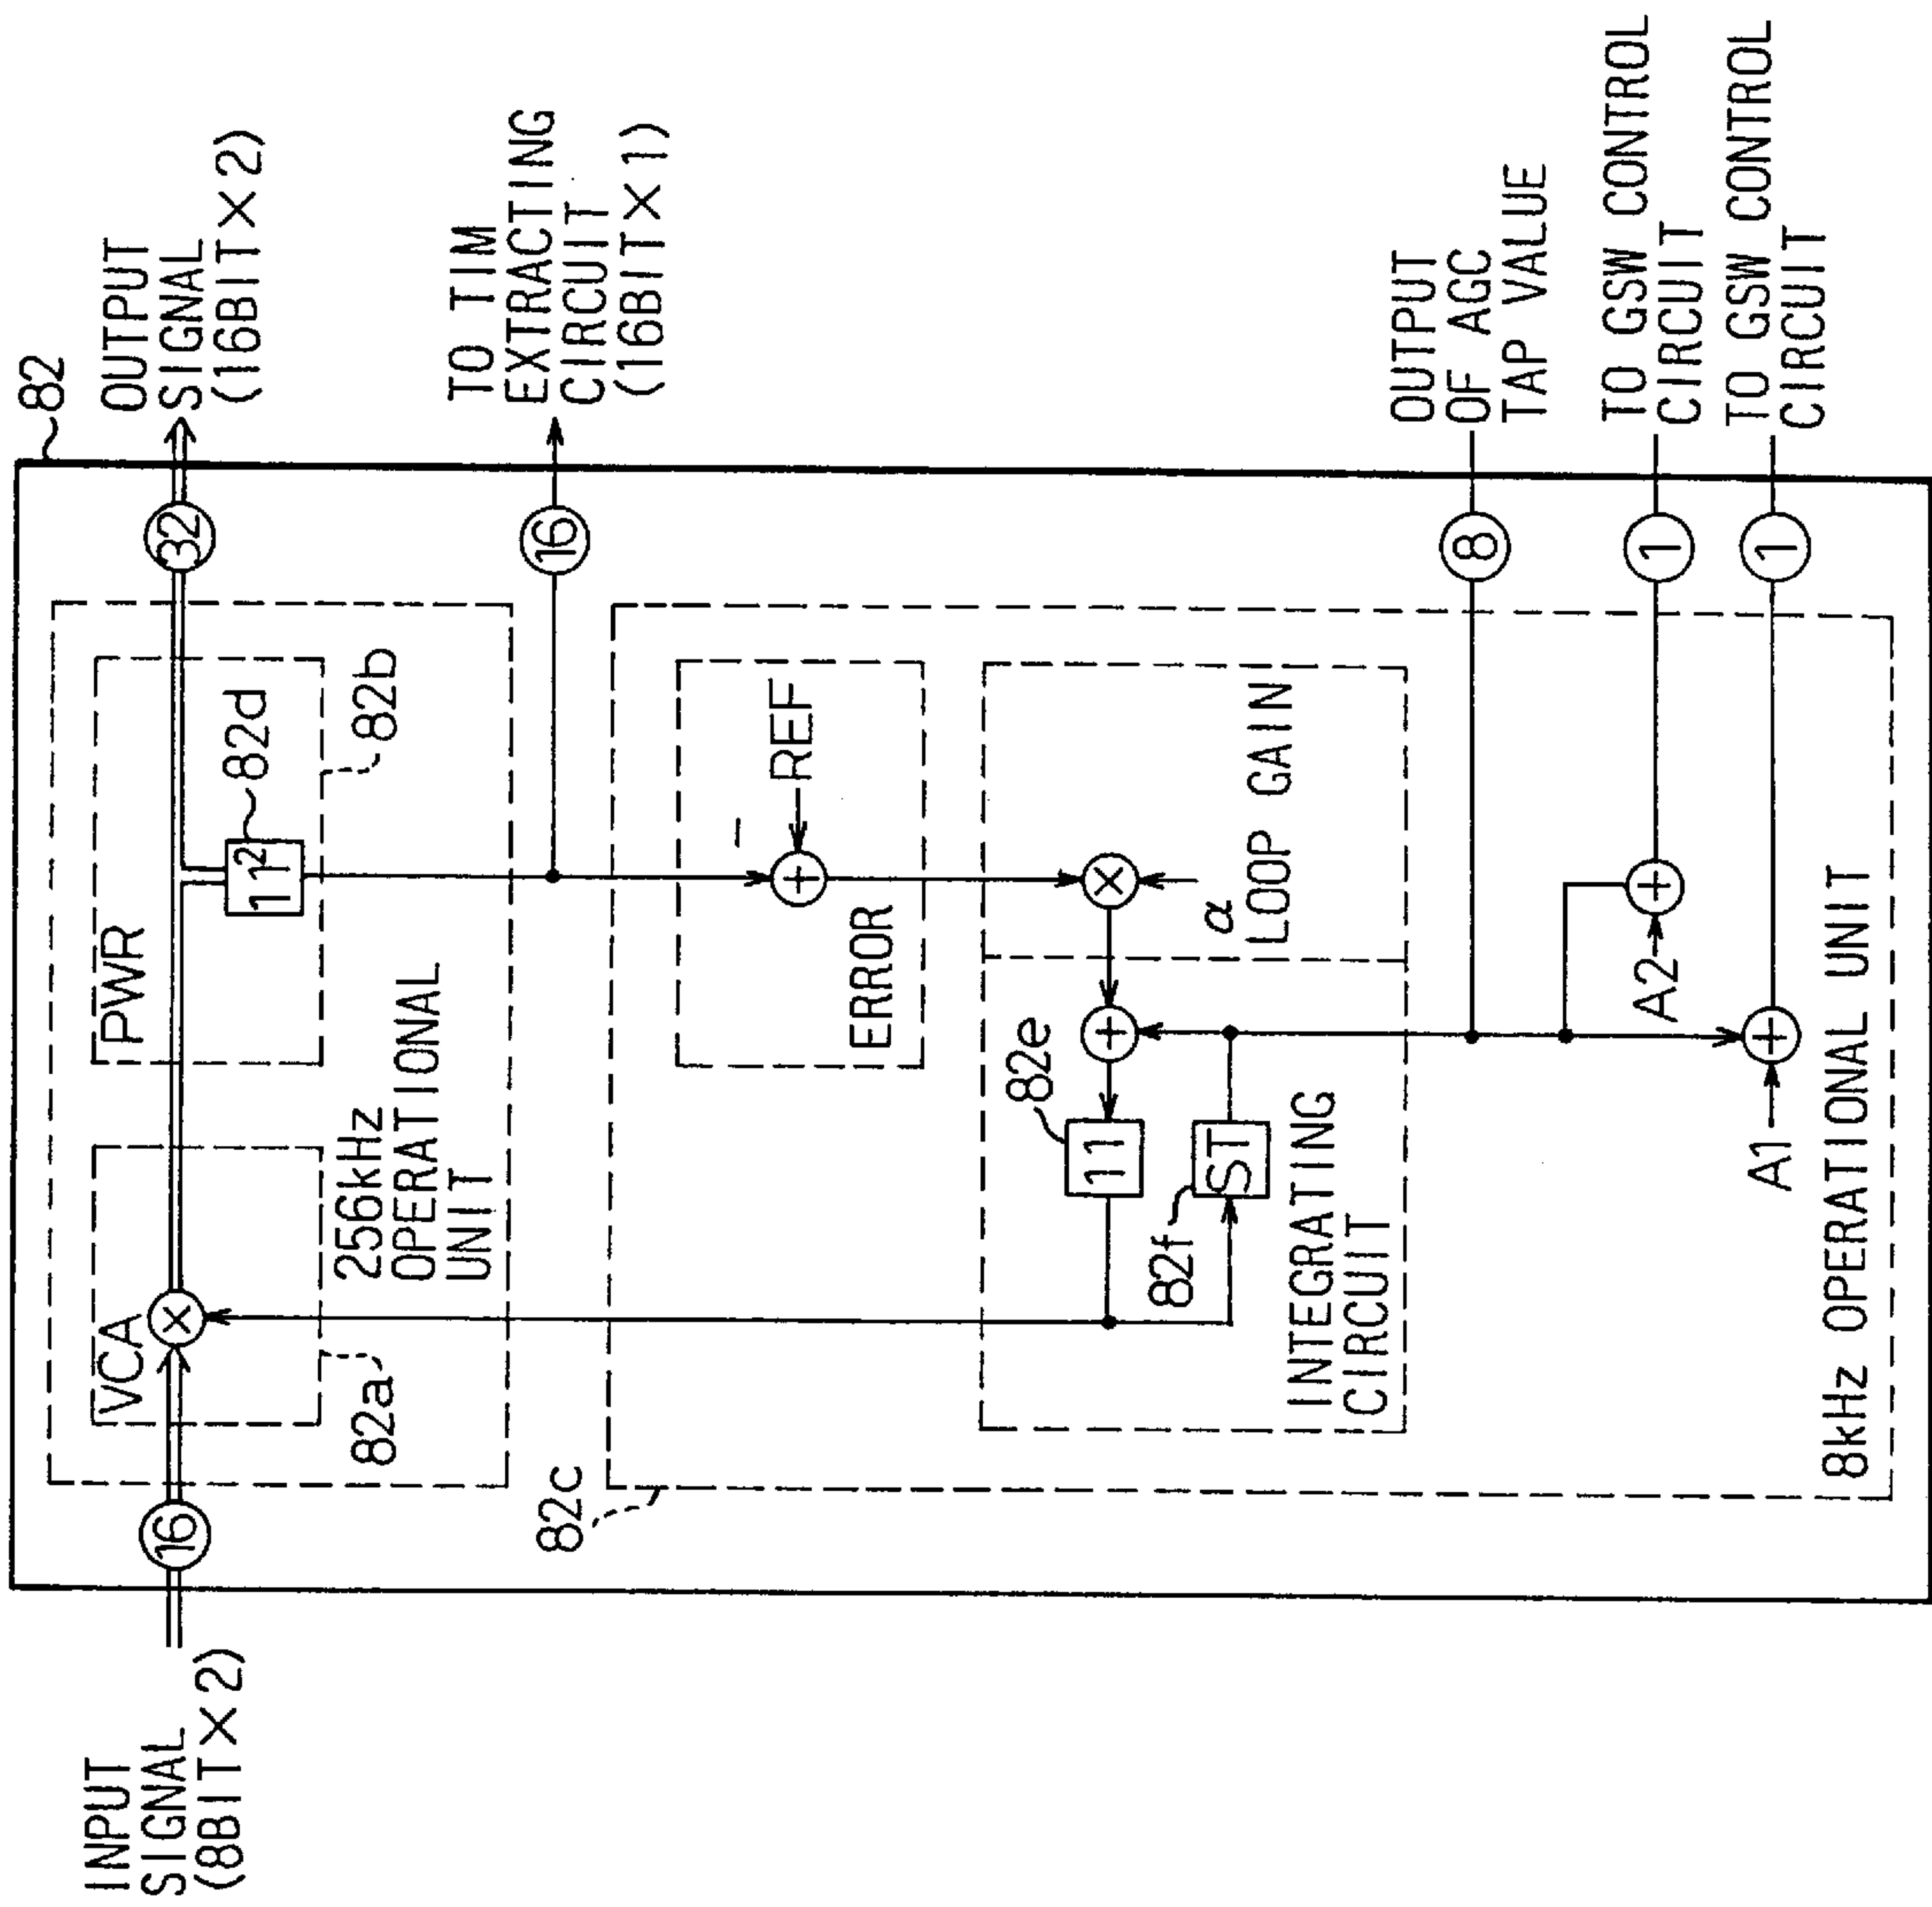 82
INPUT
SIGNAL
(8BIT×2)
16
VCA
82a
PWR
11²
82d
82b
256kHz
OPERATIONAL
UNIT
32
OUTPUT
SIGNAL
(16BIT×2)
16
TO TIM
EXTRACTING
CIRCUIT
(16BIT×1)
82c
−
REF
ERROR
×
α
LOOP GAIN
+
82e
11
82f
ST
INTEGRATING
CIRCUIT
8
OUTPUT
OF AGC
TAP VALUE
A2
1
TO GSW CONTROL
CIRCUIT
A1
1
TO GSW CONTROL
CIRCUIT
8kHz OPERATIONAL UNIT